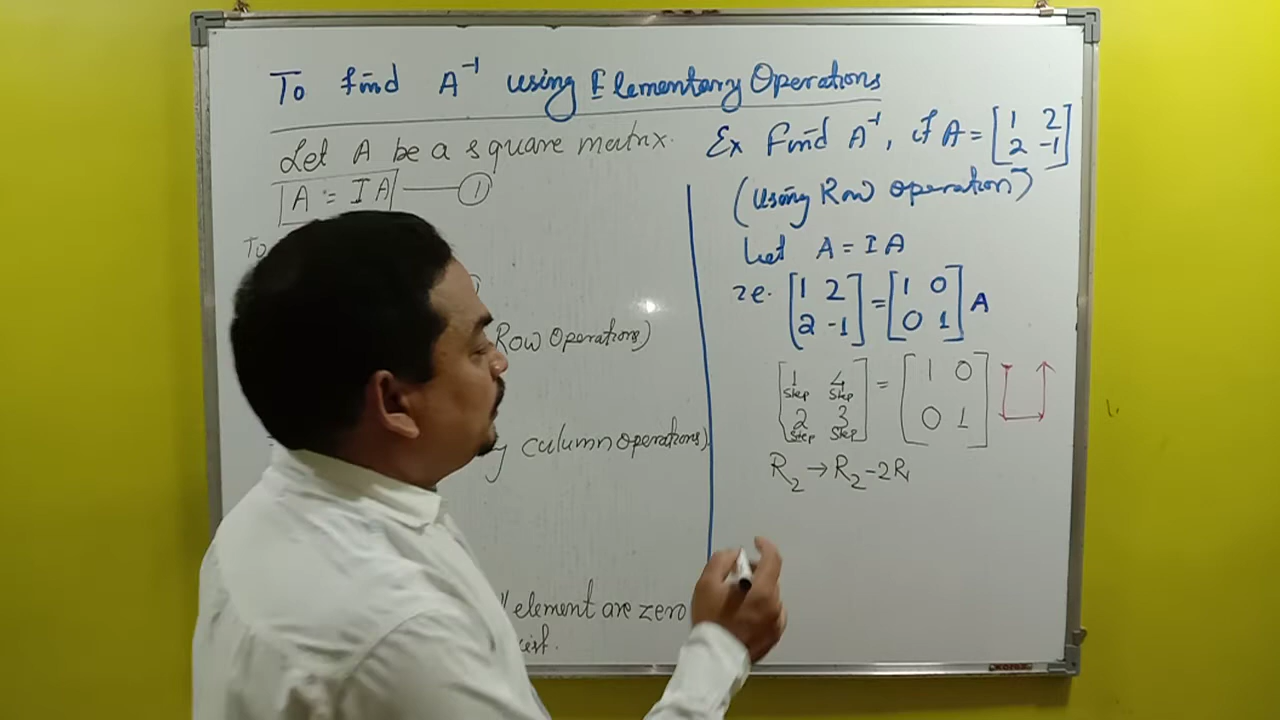 To find A⁻¹ using Elementary Operations
Let A be a square matrix.
A = I A —— ①
To
Row Operations)
column operations)
element are zero
Ex Find A⁻¹, if A = [1 2
2 -1]
(Using Row operation)
Let A = I A
ie. [1 2 = [1 0 A
2 -1] 0 1]
[1 4 = [1 0
Step Step
2 3 0 1]
Step Step
R₂ → R₂ - 2R₁
KOROX